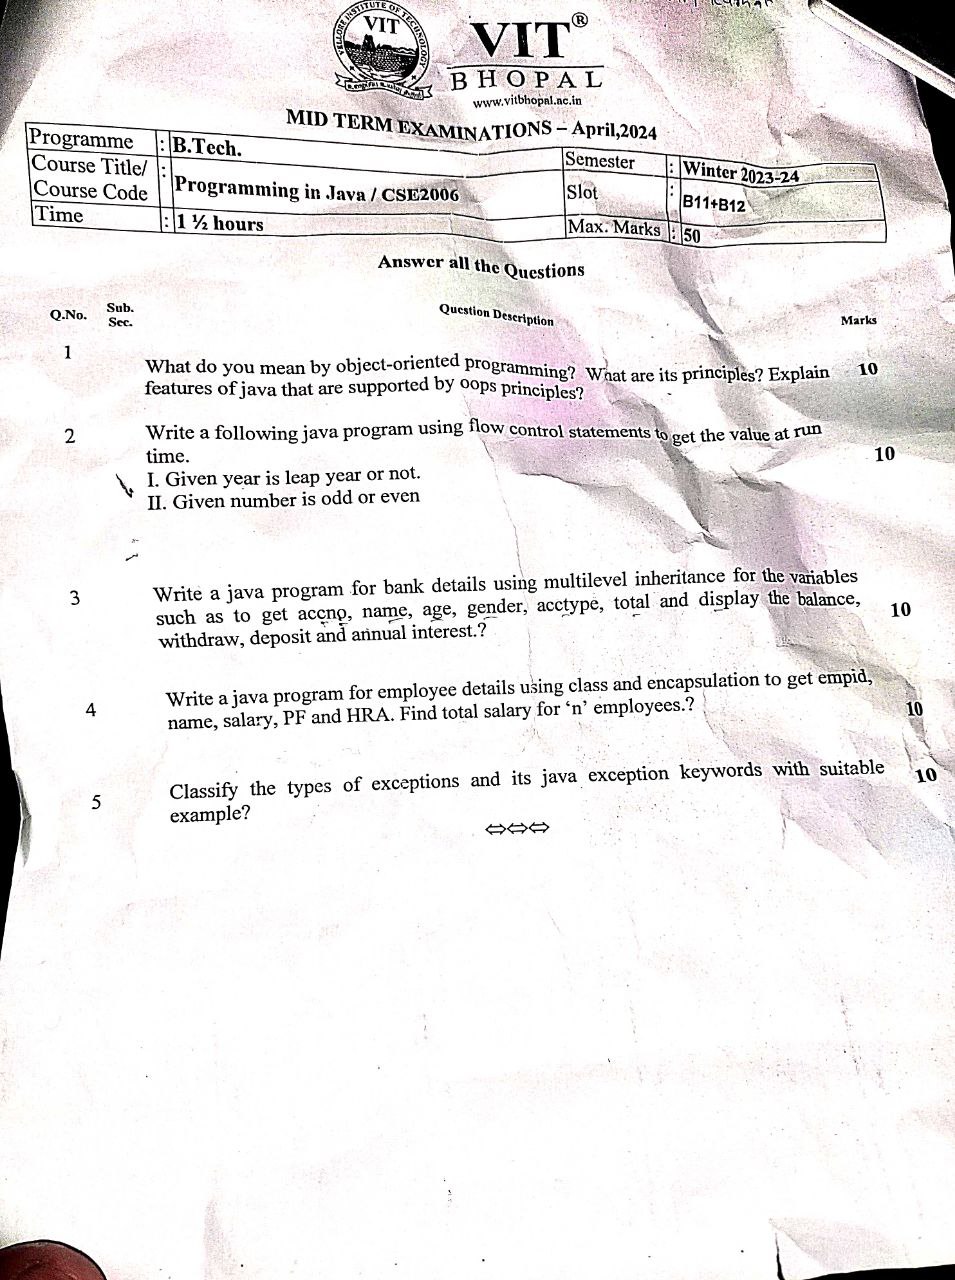 VELLORE INSTITUTE OF TECHNOLOGY
VIT
VIT®
BHOPAL
www.vitbhopal.ac.in
MID TERM EXAMINATIONS – April,2024
Programme : B.Tech. Semester : Winter 2023-24
Course Title/ Course Code : Programming in Java / CSE2006 Slot : B11+B12
Time : 1 ½ hours Max. Marks : 50
Answer all the Questions
Q.No. Sub. Sec. Question Description Marks
1 What do you mean by object-oriented programming? What are its principles? Explain 10
features of java that are supported by oops principles?
2 Write a following java program using flow control statements to get the value at run
time. 10
I. Given year is leap year or not.
II. Given number is odd or even
3 Write a java program for bank details using multilevel inheritance for the variables
such as to get accno, name, age, gender, acctype, total and display the balance, 10
withdraw, deposit and annual interest.?
4 Write a java program for employee details using class and encapsulation to get empid,
name, salary, PF and HRA. Find total salary for ‘n’ employees.? 10
5 Classify the types of exceptions and its java exception keywords with suitable 10
example?